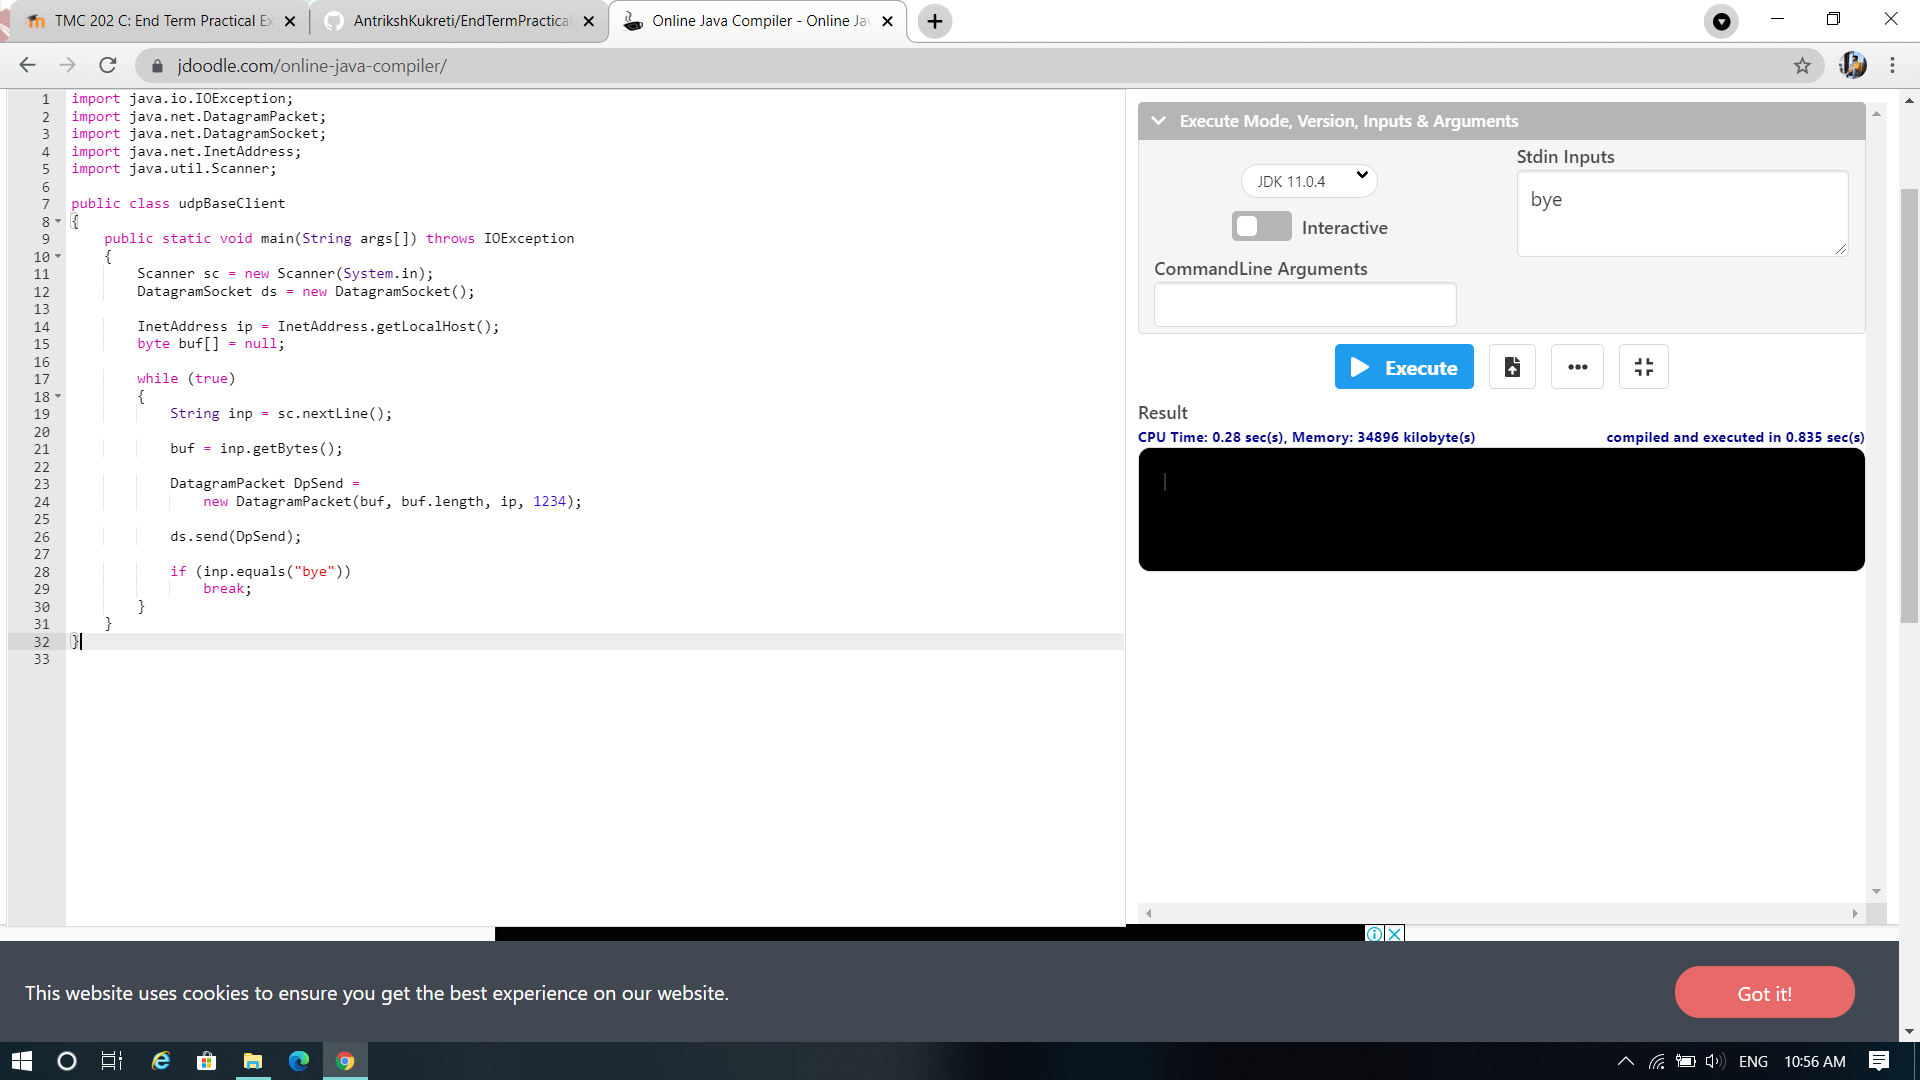 TMC 202 C: End Term Practical Ex
AntrikshKukreti/EndTermPractical
Online Java Compiler - Online Jav
jdoodle.com/online-java-compiler/
1 import java.io.IOException;
2 import java.net.DatagramPacket;
3 import java.net.DatagramSocket;
4 import java.net.InetAddress;
5 import java.util.Scanner;
6
7 public class udpBaseClient
8 {
9 public static void main(String args[]) throws IOException
10 {
11 Scanner sc = new Scanner(System.in);
12 DatagramSocket ds = new DatagramSocket();
13
14 InetAddress ip = InetAddress.getLocalHost();
15 byte buf[] = null;
16
17 while (true)
18 {
19 String inp = sc.nextLine();
20
21 buf = inp.getBytes();
22
23 DatagramPacket DpSend =
24 new DatagramPacket(buf, buf.length, ip, 1234);
25
26 ds.send(DpSend);
27
28 if (inp.equals("bye"))
29 break;
30 }
31 }
32 }
33
Execute Mode, Version, Inputs & Arguments
JDK 11.0.4
Interactive
Stdin Inputs
bye
CommandLine Arguments
Execute
Result
CPU Time: 0.28 sec(s), Memory: 34896 kilobyte(s)
compiled and executed in 0.835 sec(s)
This website uses cookies to ensure you get the best experience on our website.
Got it!
ENG
10:56 AM